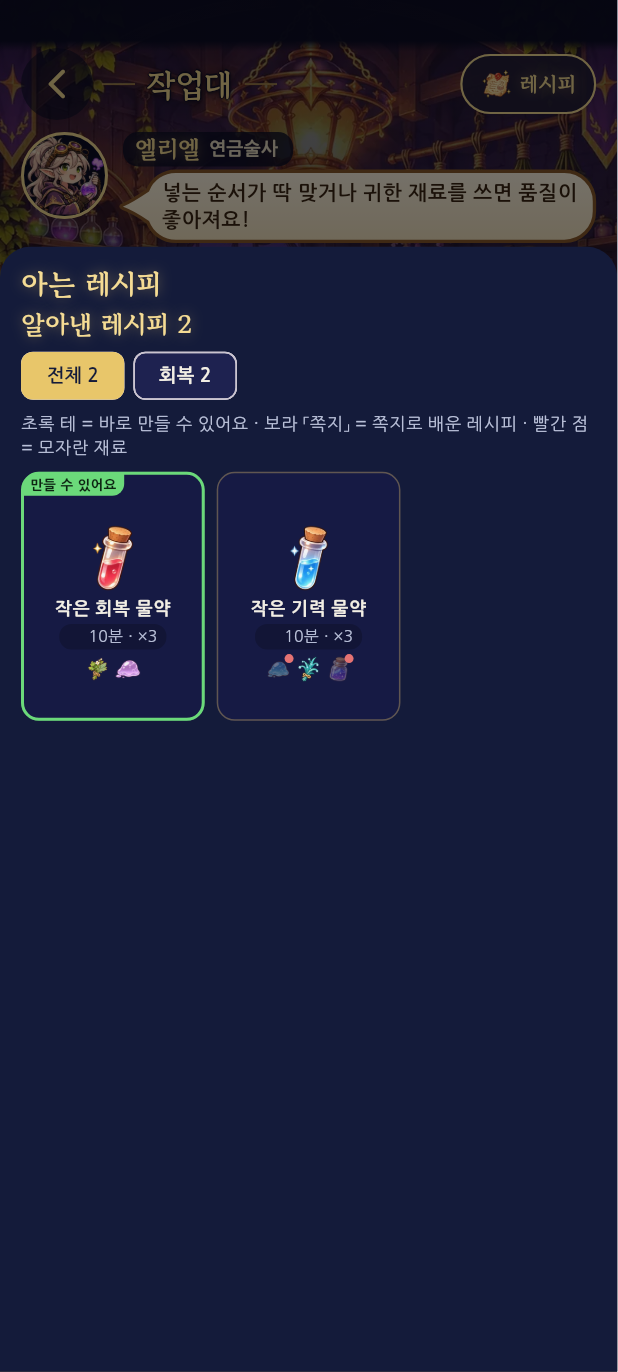 작업대
레시피
엘리엘 연금술사
넣는 순서가 딱 맞거나 귀한 재료를 쓰면 품질이
좋아져요!
아는 레시피
알아낸 레시피 2
전체 2
회복 2
초록 테 = 바로 만들 수 있어요 · 보라 「쪽지」 = 쪽지로 배운 레시피 · 빨간 점
= 모자란 재료
만들 수 있어요
작은 회복 물약
10분 · ×3
작은 기력 물약
10분 · ×3